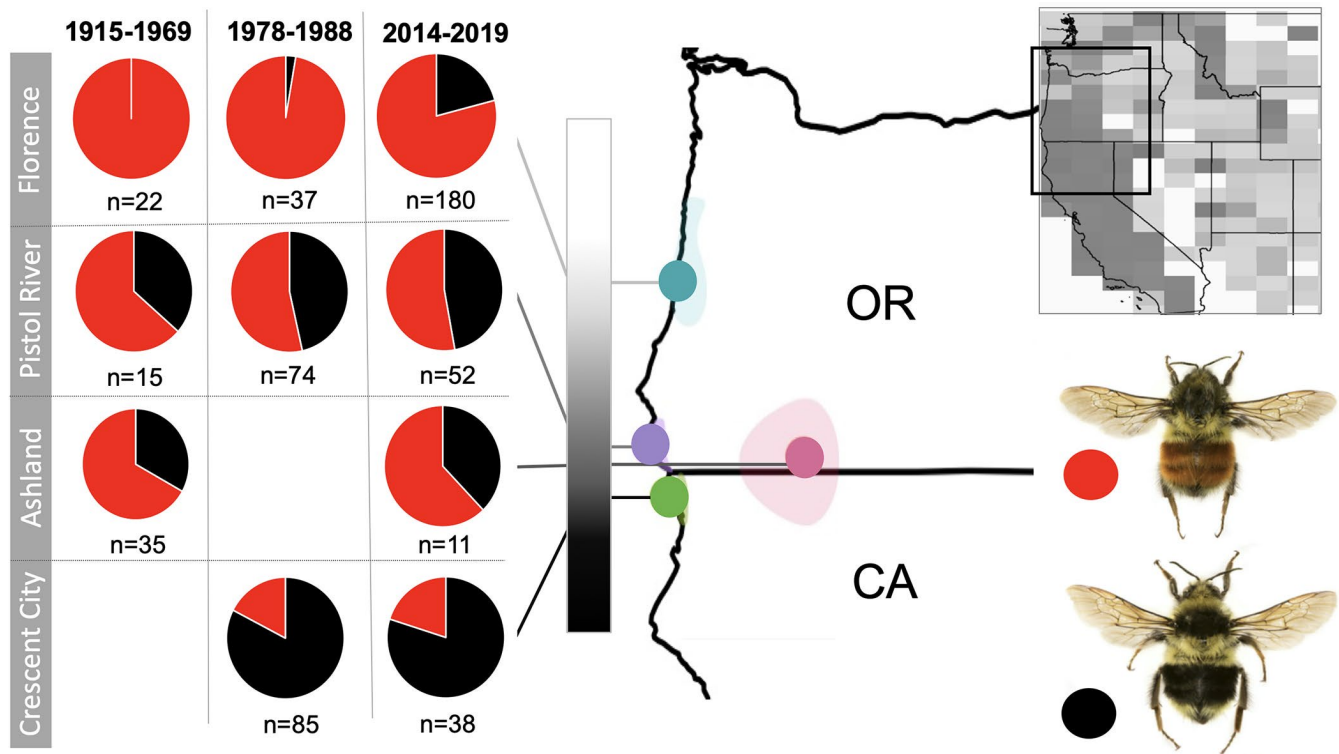 1915-1969 1978-1988 2014-2019
Florence
n=22 n=37 n=180
Pistol River
n=15 n=74 n=52
Ashland
n=35 n=11
Crescent City
n=85 n=38
OR
CA